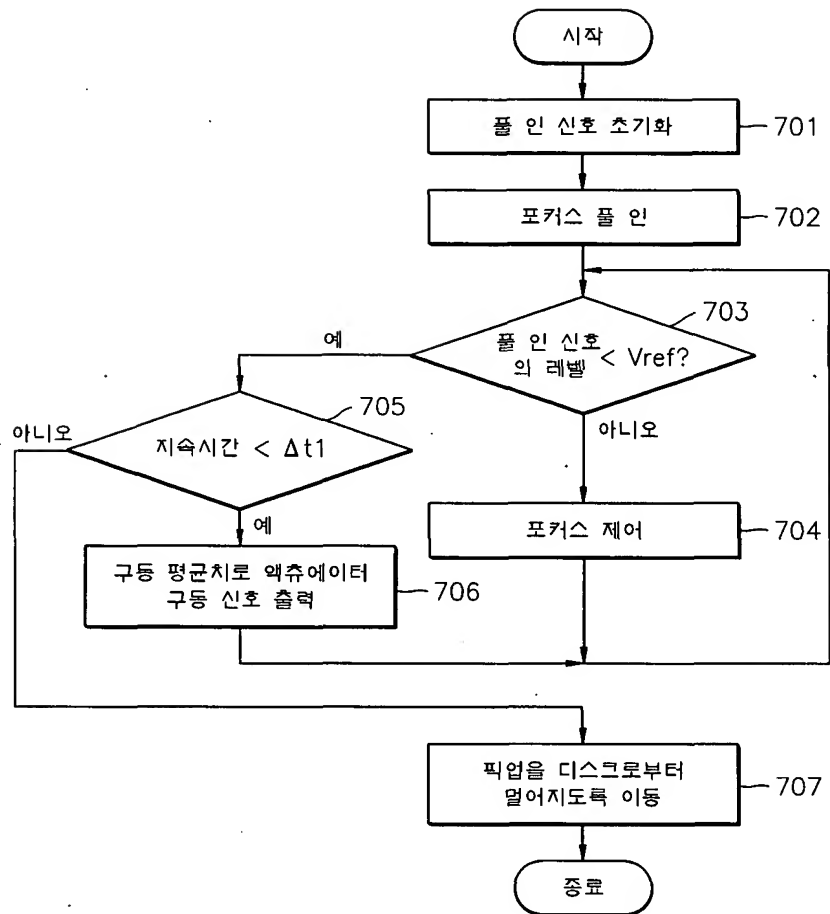 시작
풀 인 신호 초기화
701
포커스 풀 인
702
703
풀 인 신호
의 레벨 < Vref?
예
아니오
705
지속시간 < Δt1
아니오
예
포커스 제어
704
구동 평균치로 액츄에이터
구동 신호 출력
706
픽업을 디스크로부터
멀어지도록 이동
707
종료